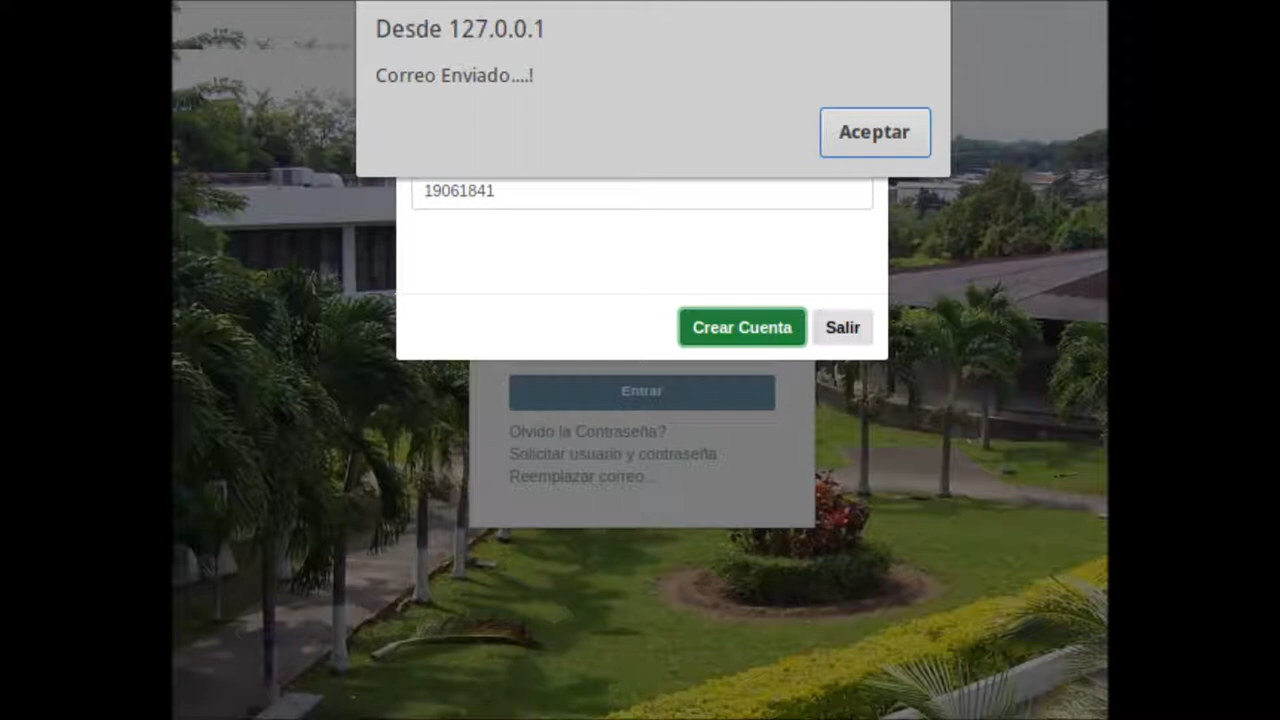 Desde 127.0.0.1
Correo Enviado....!
Aceptar
19061841
Crear Cuenta
Salir
Entrar
Olvido la Contraseña?
Solicitar usuario y contraseña
Reemplazar correo...